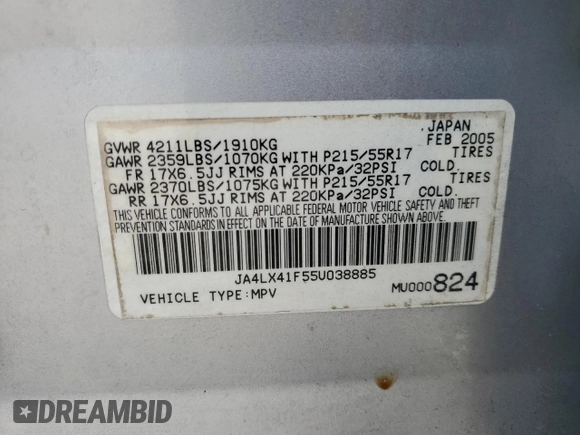 JAPAN
GVWR 4211LBS/1910KG FEB 2005
GAWR 2359LBS/1070KG WITH P215/55R17 TIRES
FR 17X6.5JJ RIMS AT 220KPa/32PSI COLD.
GAWR 2370LBS/1075KG WITH P215/55R17 TIRES
RR 17X6.5JJ RIMS AT 220KPa/32PSI COLD.
THIS VEHICLE CONFORMS TO ALL APPLICABLE FEDERAL MOTOR VEHICLE SAFETY AND THEFT
PREVENTION STANDARDS IN EFFECT ON THE DATE OF MANUFACTURE SHOWN ABOVE.
JA4LX41F55U038885
VEHICLE TYPE:MPV MU000824
DREAMBID